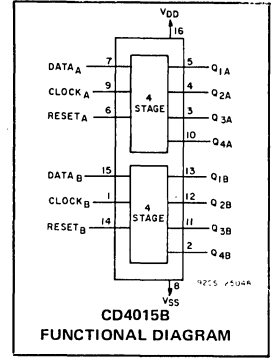 VDD
16
DATAA 7 5 Q1A
CLOCKA 9 4 Q2A
RESETA 6 3 Q3A
10 Q4A
4
STAGE
DATAB 15 13 Q1B
CLOCKB 1 12 Q2B
RESETB 14 11 Q3B
2 Q4B
4
STAGE
8
VSS
CD4015B
FUNCTIONAL DIAGRAM